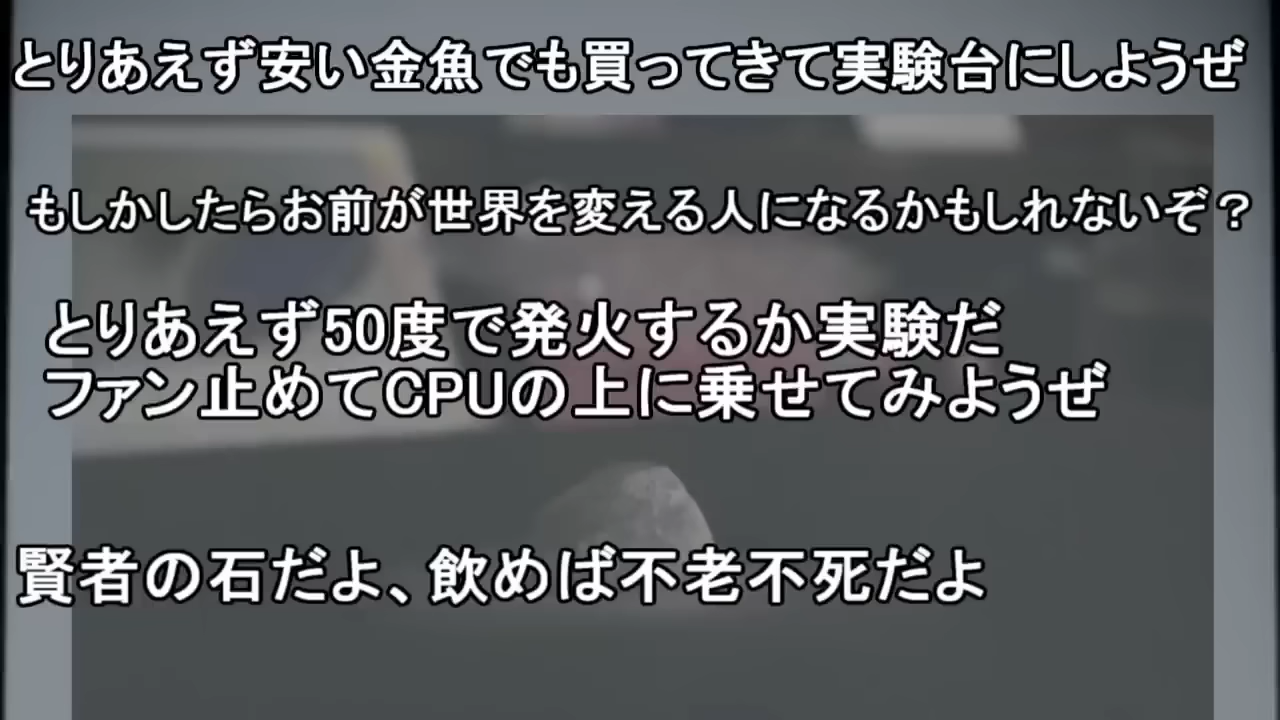 とりあえず安い金魚でも買ってきて実験台にしようぜ
もしかしたらお前が世界を変える人になるかもしれないぞ？
とりあえず50度で発火するか実験だ
ファン止めてCPUの上に乗せてみようぜ
賢者の石だよ、飲めば不老不死だよ